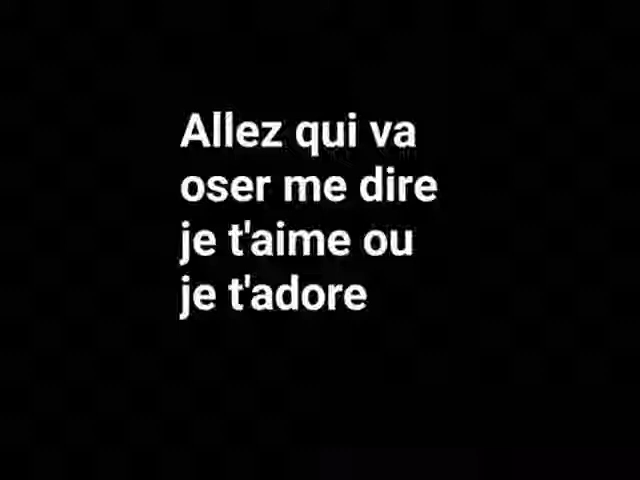 Allez qui va
oser me dire
je t'aime ou
je t'adore